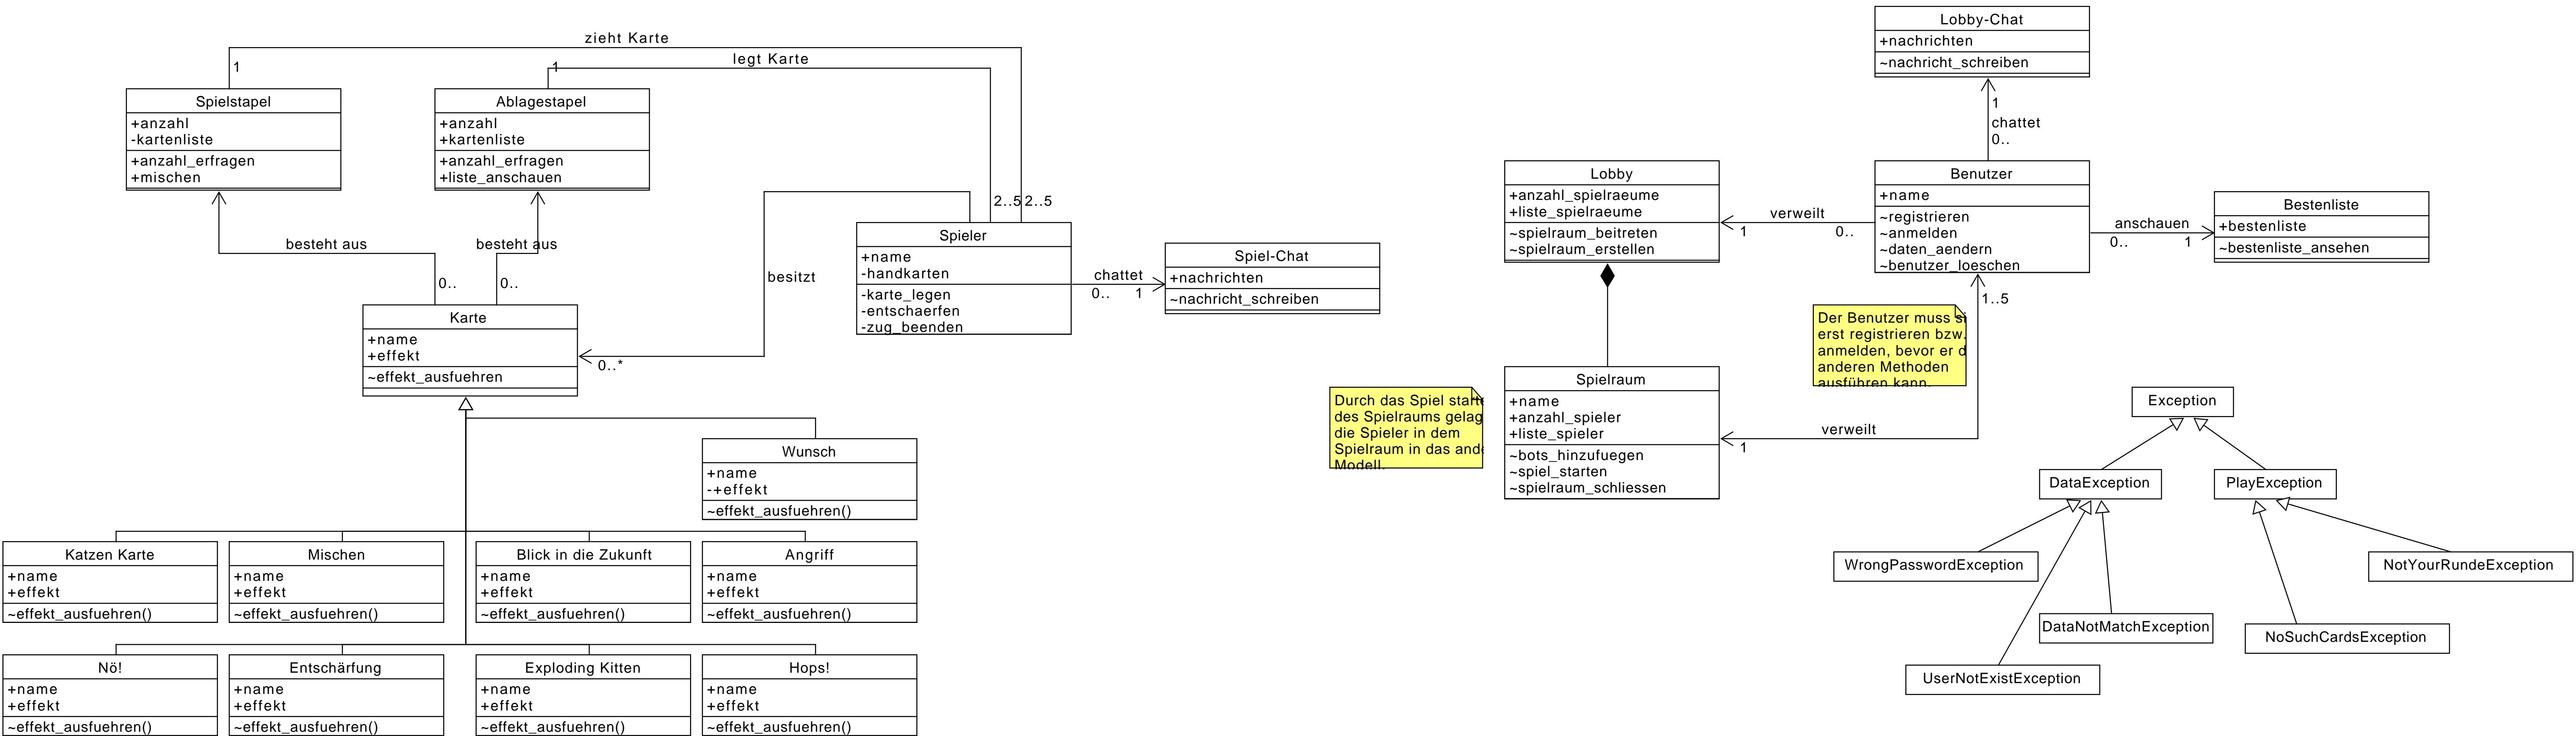 zieht Karte
legt Karte
1
1
Spielstapel
+anzahl
-kartenliste
+anzahl_erfragen
+mischen
Ablagestapel
+anzahl
+kartenliste
+anzahl_erfragen
+liste_anschauen
besteht aus
besteht aus
0..
0..
2..5
2..5
Spieler
+name
-handkarten
-karte_legen
-entschaerfen
-zug_beenden
besitzt
0..*
chattet
0..
1
Spiel-Chat
+nachrichten
~nachricht_schreiben
Karte
+name
+effekt
~effekt_ausfuehren
Wunsch
+name
-+effekt
~effekt_ausfuehren()
Katzen Karte
+name
+effekt
~effekt_ausfuehren()
Mischen
+name
+effekt
~effekt_ausfuehren()
Blick in die Zukunft
+name
+effekt
~effekt_ausfuehren()
Angriff
+name
+effekt
~effekt_ausfuehren()
Nö!
+name
+effekt
~effekt_ausfuehren()
Entschärfung
+name
+effekt
~effekt_ausfuehren()
Exploding Kitten
+name
+effekt
~effekt_ausfuehren()
Hops!
+name
+effekt
~effekt_ausfuehren()
Lobby-Chat
+nachrichten
~nachricht_schreiben
1
chattet
0..
Lobby
+anzahl_spielraeume
+liste_spielraeume
~spielraum_beitreten
~spielraum_erstellen
verweilt
1
0..
Benutzer
+name
~registrieren
~anmelden
~daten_aendern
~benutzer_loeschen
anschauen
0..
1
Bestenliste
+bestenliste
~bestenliste_ansehen
1..5
Der Benutzer muss si
erst registrieren bzw.
anmelden, bevor er d
anderen Methoden
ausführen kann.
Durch das Spiel starte
des Spielraums gelag
die Spieler in dem
Spielraum in das ande
Modell.
Spielraum
+name
+anzahl_spieler
+liste_spieler
~bots_hinzufuegen
~spiel_starten
~spielraum_schliessen
verweilt
1
Exception
DataException
PlayException
WrongPasswordException
NotYourRundeException
DataNotMatchException
NoSuchCardsException
UserNotExistException